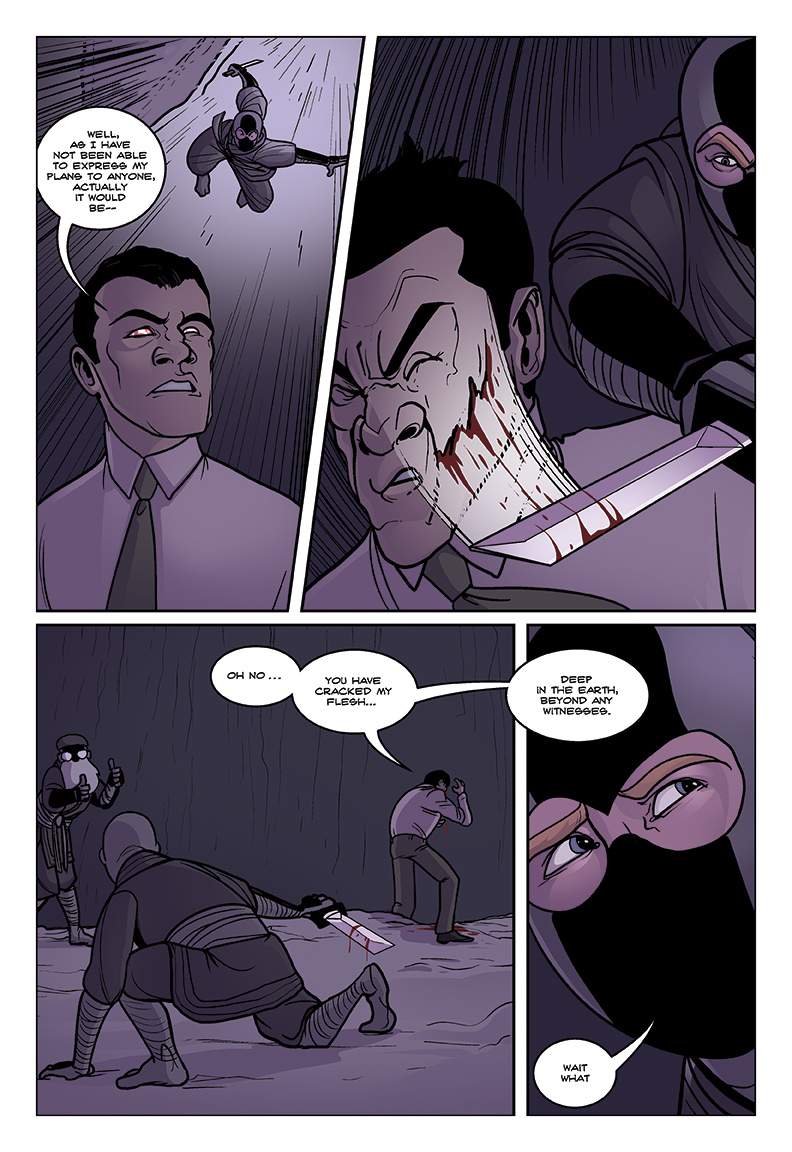 WELL,
AS I HAVE
NOT BEEN ABLE
TO EXPRESS MY
PLANS TO ANYONE,
ACTUALLY
IT WOULD
BE--
OH NO ...
YOU HAVE
CRACKED MY
FLESH...
DEEP
IN THE EARTH,
BEYOND ANY
WITNESSES.
WAIT
WHAT